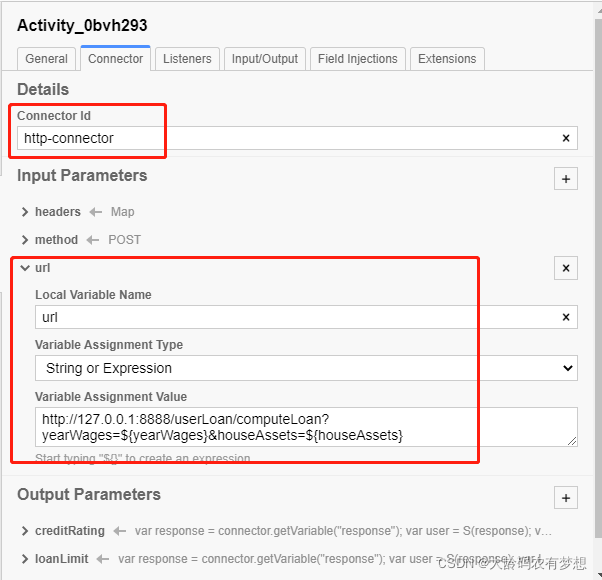 Activity_0bvh293
General Connector Listeners Input/Output Field Injections Extensions
Details
Connector Id
http-connector
Input Parameters
headers Map
method POST
url
Local Variable Name
url
Variable Assignment Type
String or Expression
Variable Assignment Value
http://127.0.0.1:8888/userLoan/computeLoan?
yearWages=${yearWages}&houseAssets=${houseAssets}
Start typing "${}" to create an expression
Output Parameters
creditRating var response = connector.getVariable("response"); var user = S(response); v...
loanLimit var response = connector.getVariable("response"); var user = S(response); var
CSDN @大龄码农有梦想